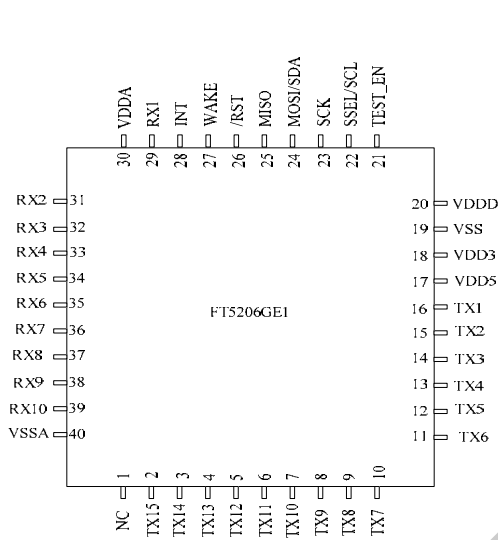 VDDA RX1 INT WAKE /RST MISO MOSI/SDA SCK SSEL/SCL TEST_EN
30 29 28 27 26 25 24 23 22 21
RX2 31
RX3 32
RX4 33
RX5 34
RX6 35
RX7 36
RX8 37
RX9 38
RX10 39
VSSA 40
FT5206GE1
20 VDDD
19 VSS
18 VDD3
17 VDD5
16 TX1
15 TX2
14 TX3
13 TX4
12 TX5
11 TX6
1 2 3 4 5 6 7 8 9 10
NC TX15 TX14 TX13 TX12 TX11 TX10 TX9 TX8 TX7